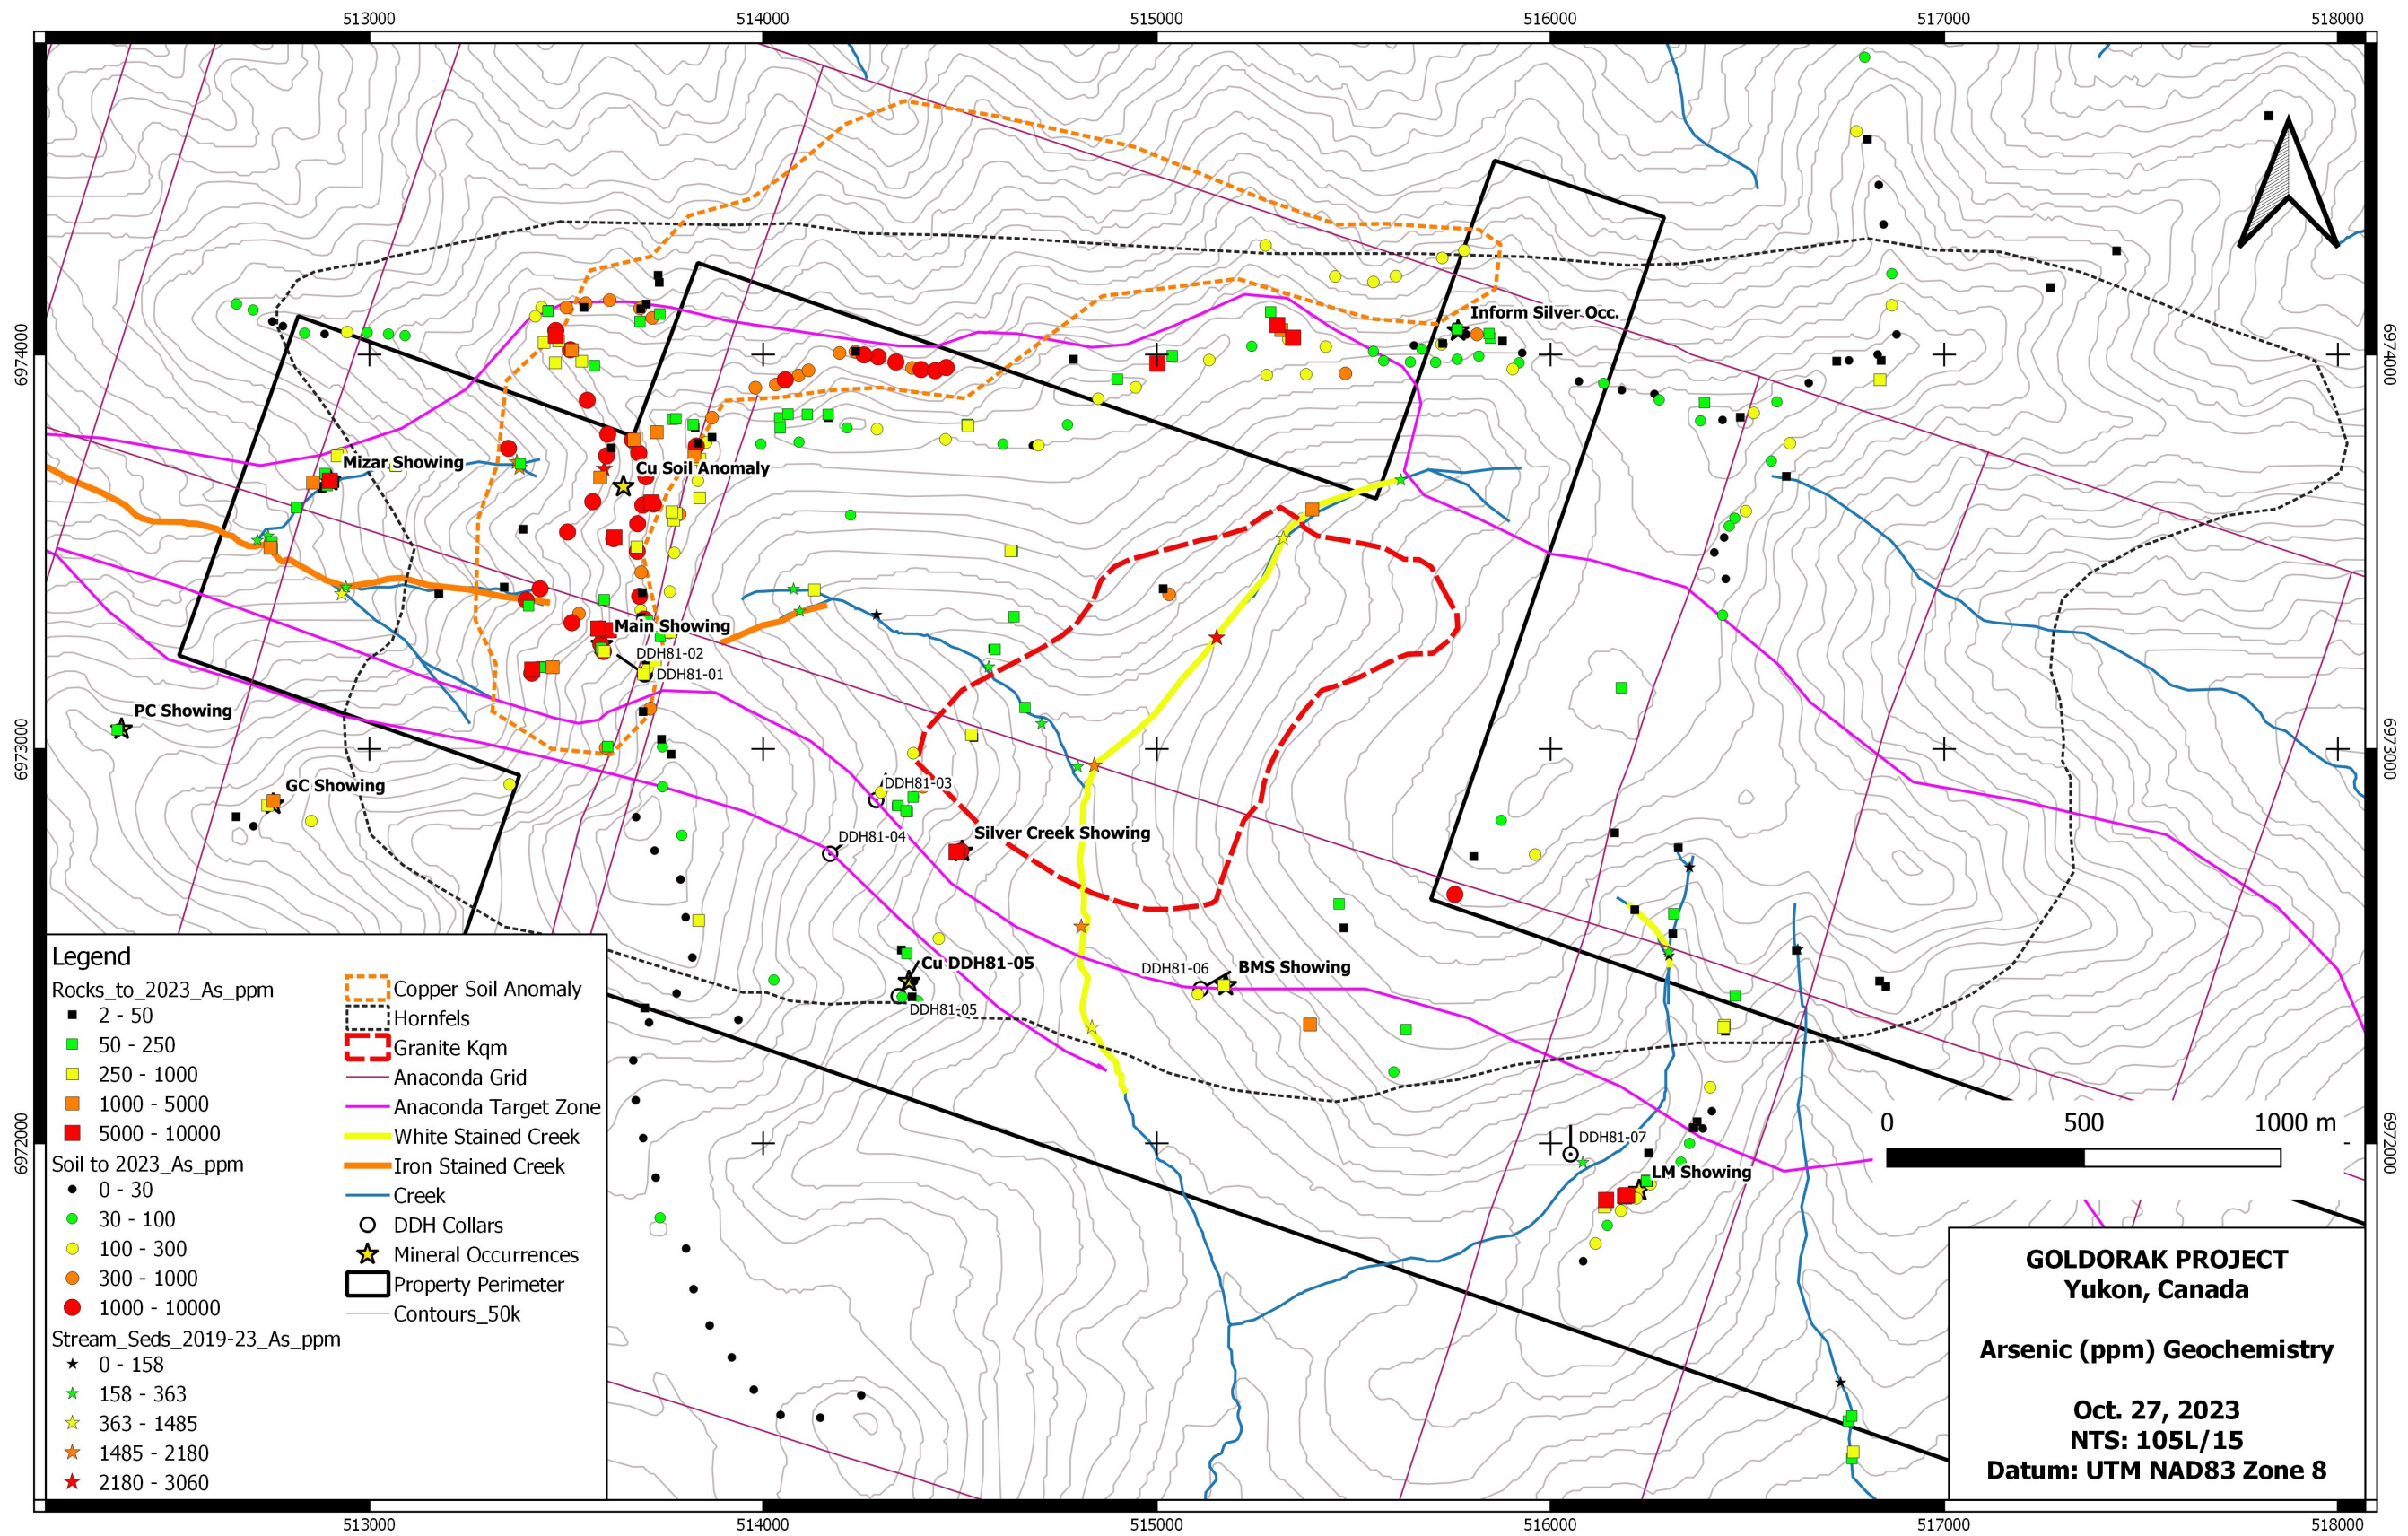 513000
514000
515000
516000
517000
518000
6974000
6974000
Inform Silver Occ.
Mizar Showing
Cu Soil Anomaly
Main Showing
DDH81-02
DDH81-01
PC Showing
6973000
6973000
GC Showing
DDH81-03
DDH81-04
Silver Creek Showing
Cu DDH81-05
DDH81-05
DDH81-06
BMS Showing
6972000
6972000
DDH81-07
LM Showing
0 500 1000 m
Legend
Rocks_to_2023_As_ppm
2 - 50
50 - 250
250 - 1000
1000 - 5000
5000 - 10000
Soil to 2023_As_ppm
0 - 30
30 - 100
100 - 300
300 - 1000
1000 - 10000
Stream_Seds_2019-23_As_ppm
0 - 158
158 - 363
363 - 1485
1485 - 2180
2180 - 3060
Copper Soil Anomaly
Hornfels
Granite Kqm
Anaconda Grid
Anaconda Target Zone
White Stained Creek
Iron Stained Creek
Creek
DDH Collars
Mineral Occurrences
Property Perimeter
Contours_50k
GOLDORAK PROJECT
Yukon, Canada
Arsenic (ppm) Geochemistry
Oct. 27, 2023
NTS: 105L/15
Datum: UTM NAD83 Zone 8
513000
514000
515000
516000
517000
518000